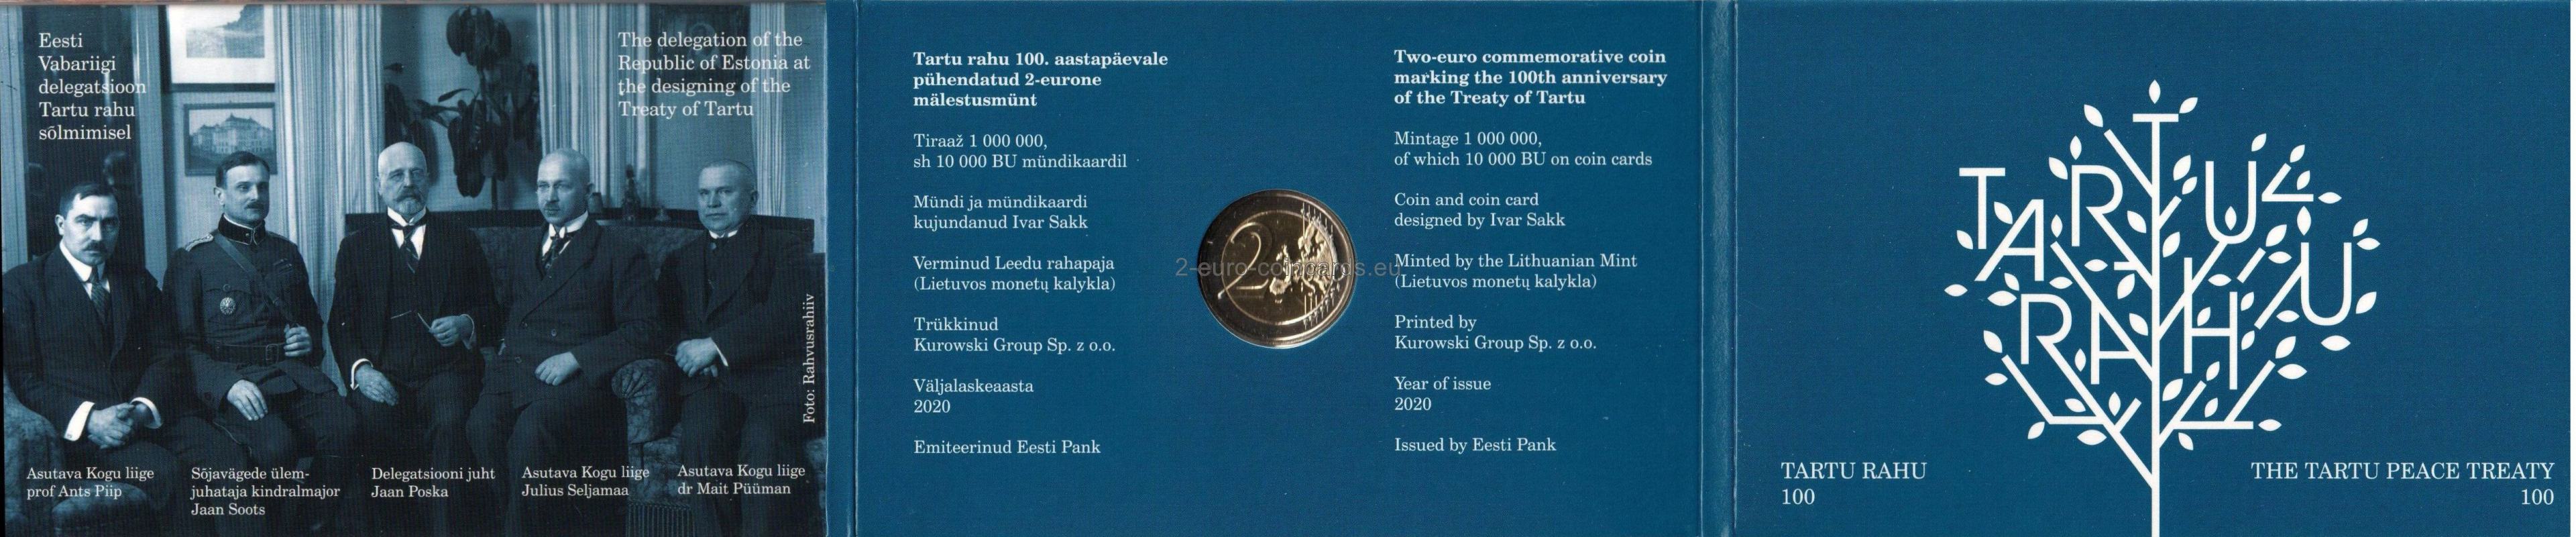 Eesti
Vabariigi
delegatsioon
Tartu rahu
sõlmimisel
The delegation of the
Republic of Estonia at
the designing of the
Treaty of Tartu
Foto: Rahvusrahiiv
Asutava Kogu liige
prof Ants Piip
Sõjavägede ülem-
juhataja kindralmajor
Jaan Soots
Delegatsiooni juht
Jaan Poska
Asutava Kogu liige
Julius Seljamaa
Asutava Kogu liige
dr Mait Püüman
Tartu rahu 100. aastapäevale
pühendatud 2-eurone
mälestusmünt
Tiraaž 1 000 000,
sh 10 000 BU mündikaardil
Mündi ja mündikaardi
kujundanud Ivar Sakk
Verminud Leedu rahapaja
(Lietuvos monetų kalykla)
Trükkinud
Kurowski Group Sp. z o.o.
Väljalaskeaasta
2020
Emiteerinud Eesti Pank
2
2-euro-coincards.eu
Two-euro commemorative coin
marking the 100th anniversary
of the Treaty of Tartu
Mintage 1 000 000,
of which 10 000 BU on coin cards
Coin and coin card
designed by Ivar Sakk
Minted by the Lithuanian Mint
(Lietuvos monetų kalykla)
Printed by
Kurowski Group Sp. z o.o.
Year of issue
2020
Issued by Eesti Pank
TARTU
RAHU
TARTU RAHU
100
THE TARTU PEACE TREATY
100